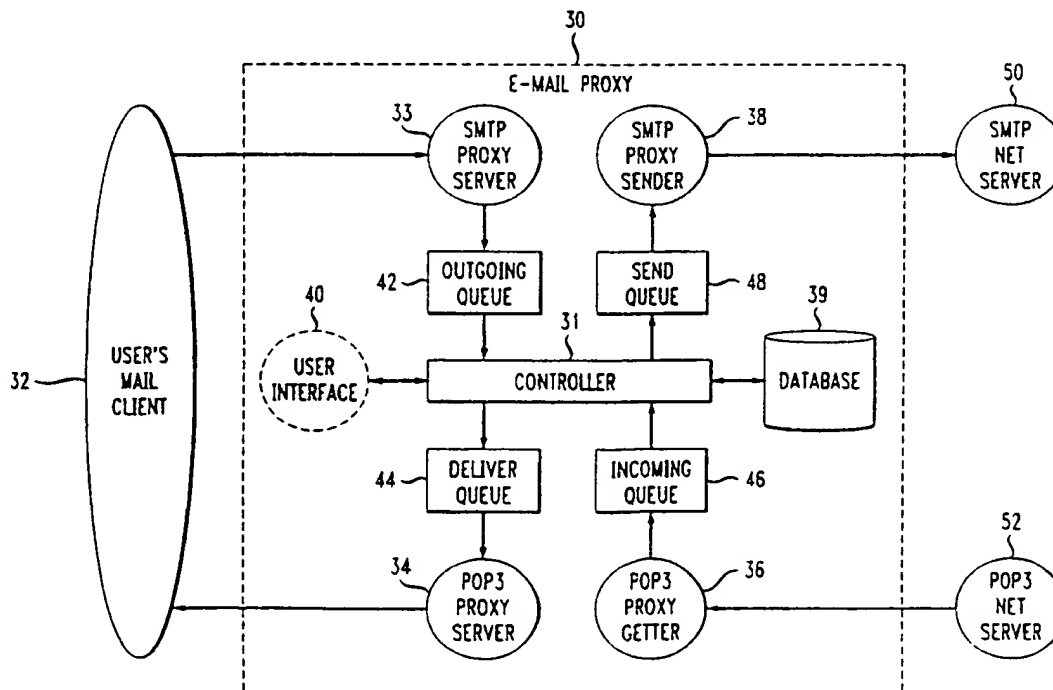 30
E-MAIL PROXY
50
33
SMTP
PROXY
SERVER
38
SMTP
PROXY
SENDER
SMTP
NET
SERVER
42
OUTGOING
QUEUE
SEND
QUEUE
48
40
USER
INTERFACE
31
CONTROLLER
39
DATABASE
32
USER'S
MAIL
CLIENT
44
DELIVER
QUEUE
INCOMING
QUEUE
46
34
POP3
PROXY
SERVER
36
POP3
PROXY
GETTER
52
POP3
NET
SERVER